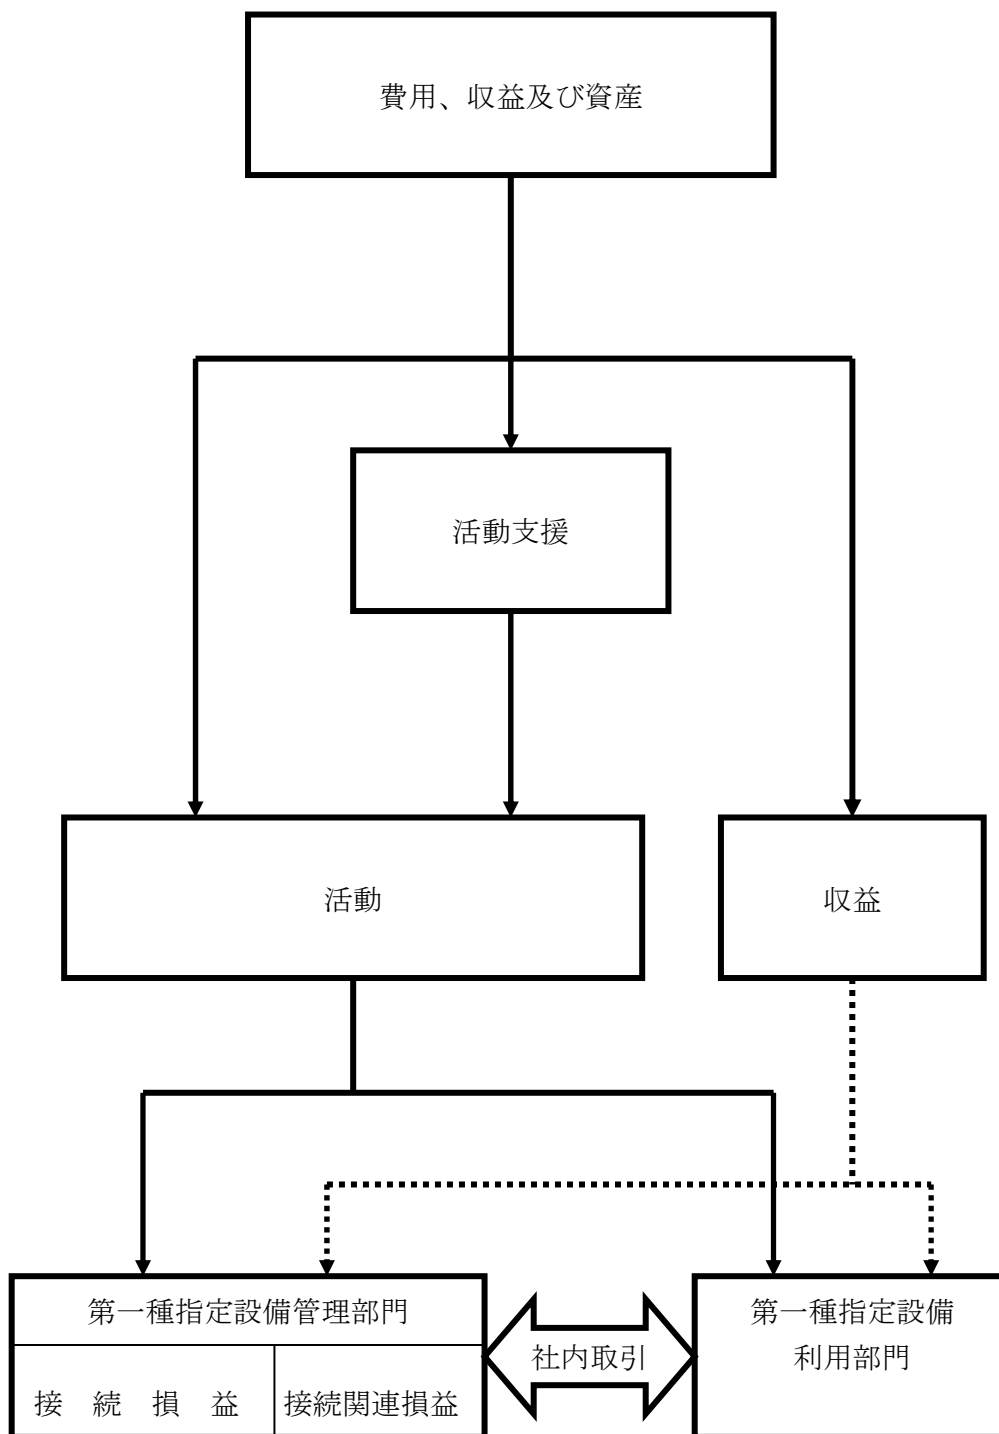 費用、収益及び資産
活動支援
活動
収益
第一種指定設備管理部門
接　続　損　益
接続関連損益
社内取引
第一種指定設備
利用部門